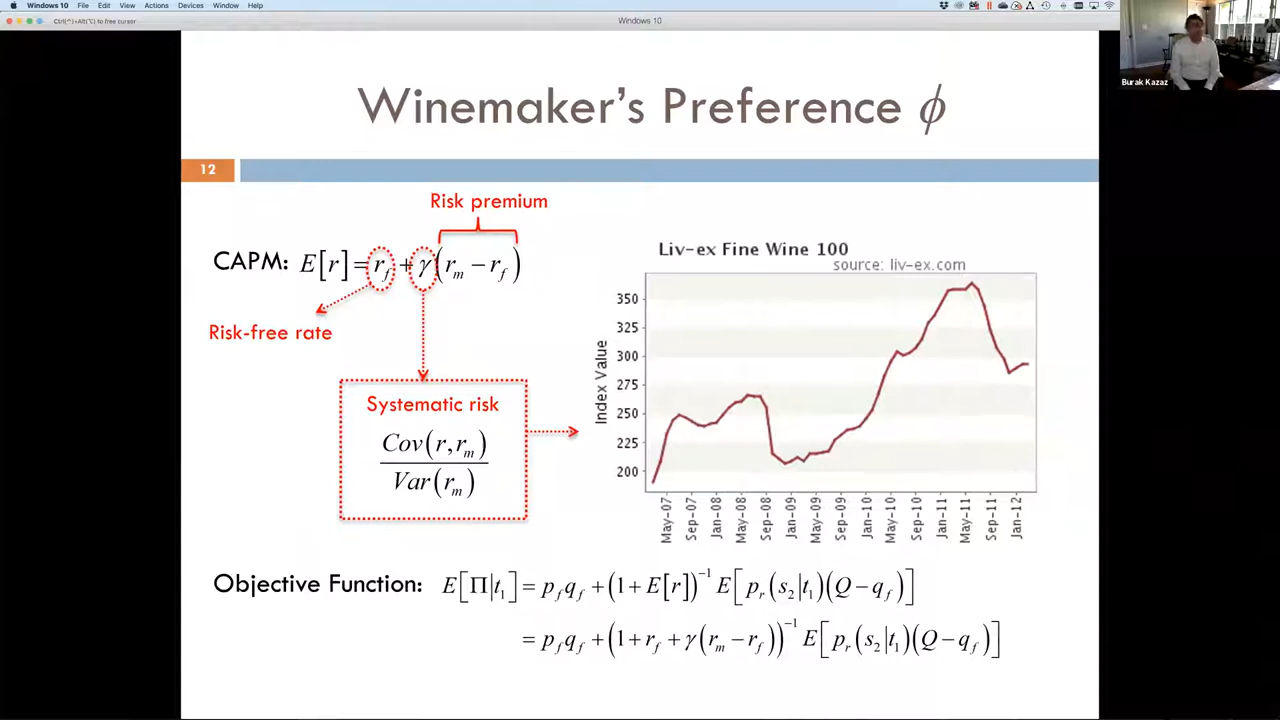 Windows 10 File Edit View Actions Devices Window Help
Ctrl(^)+Alt(⌥) to free cursor
Windows 10
Burak Kazaz
Winemaker's Preference ϕ
12
Risk premium
CAPM: E[r] = r_f + γ(r_m − r_f)
Risk-free rate
Systematic risk
Cov(r, r_m)
Var(r_m)
Liv-ex Fine Wine 100
source: liv-ex.com
Index Value
350
325
300
275
250
225
200
May-07 Sep-07 Jan-08 May-08 Sep-08 Jan-09 May-09 Sep-09 Jan-10 May-10 Sep-10 Jan-11 May-11 Sep-11 Jan-12
Objective Function: E[Π|t₁] = p_f q_f + (1 + E[r])⁻¹ E[p_r(s₂|t₁)(Q − q_f)]
= p_f q_f + (1 + r_f + γ(r_m − r_f))⁻¹ E[p_r(s₂|t₁)(Q − q_f)]